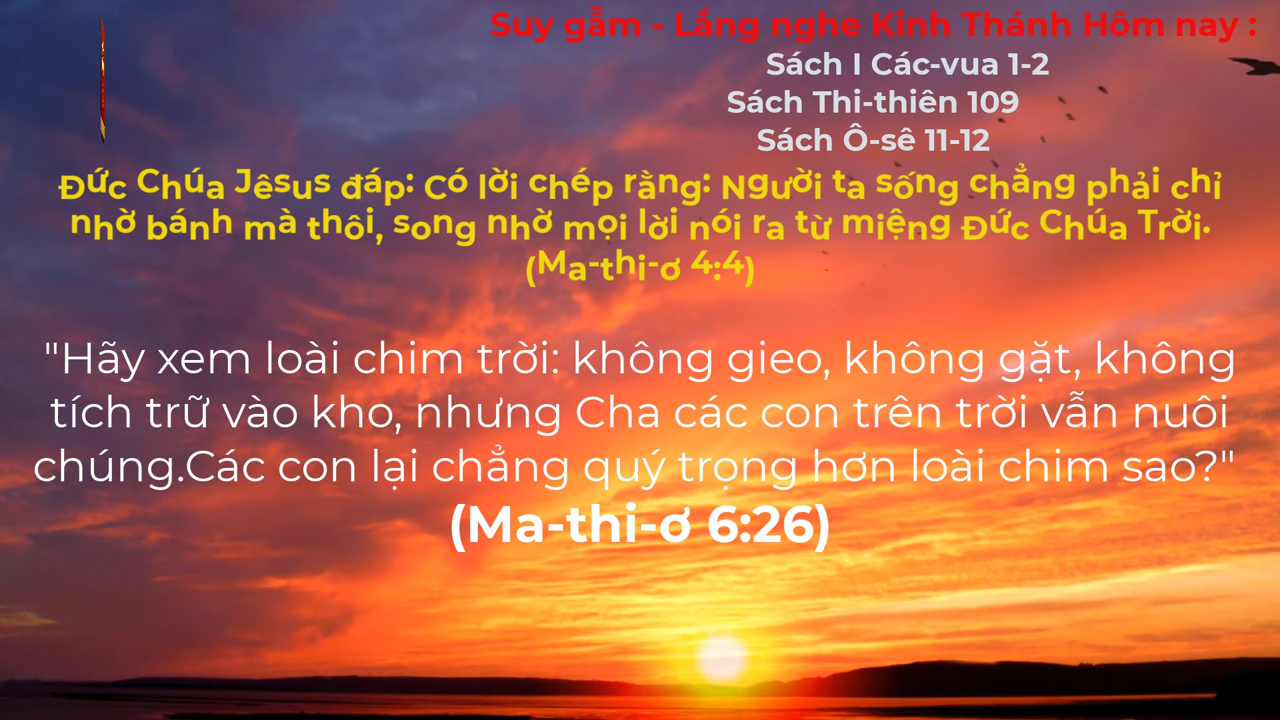 Suy gẫm - Lắng nghe Kinh Thánh Hôm nay :
Sách I Các-vua 1-2
Sách Thi-thiên 109
Sách Ô-sê 11-12
Đức Chúa Jêsus đáp: Có lời chép rằng: Người ta sống chẳng phải chỉ
nhờ bánh mà thôi, song nhờ mọi lời nói ra từ miệng Đức Chúa Trời.
(Ma-thi-ơ 4:4)
"Hãy xem loài chim trời: không gieo, không gặt, không
tích trữ vào kho, nhưng Cha các con trên trời vẫn nuôi
chúng.Các con lại chẳng quý trọng hơn loài chim sao?"
(Ma-thi-ơ 6:26)